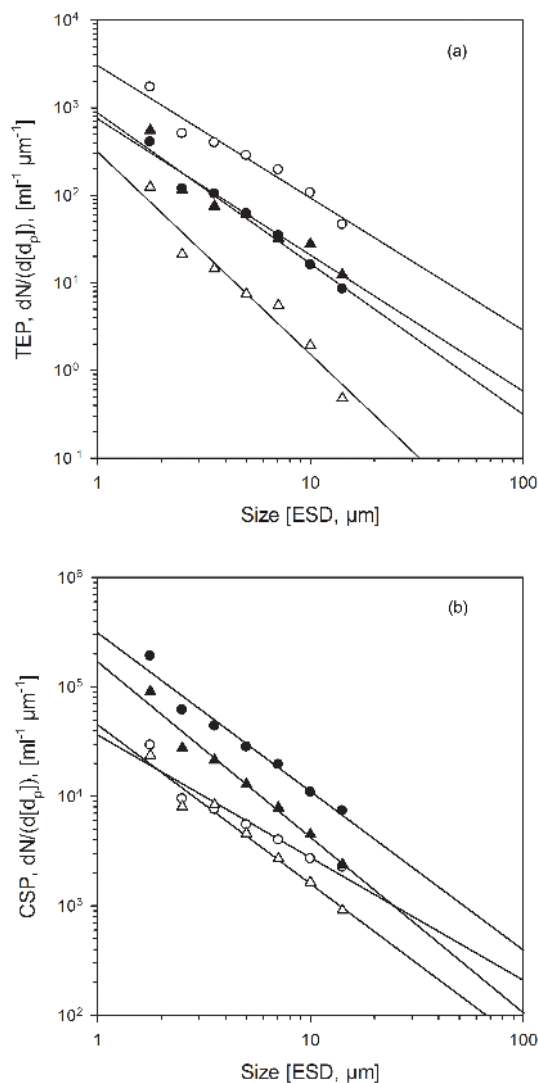 (a)
10⁴
10³
10²
10¹
10⁰
10⁻¹
TEP, dN/(d[dₚ]), [ml⁻¹ µm⁻¹]
1 10 100
Size [ESD, µm]
(b)
10⁶
10⁵
10⁴
10³
10²
CSP, dN/(d[dₚ]), [ml⁻¹ µm⁻¹]
1 10 100
Size [ESD, µm]